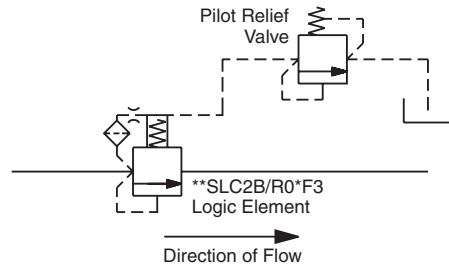 Pilot Relief
Valve
**SLC2B/R0*F3
Logic Element
Direction of Flow